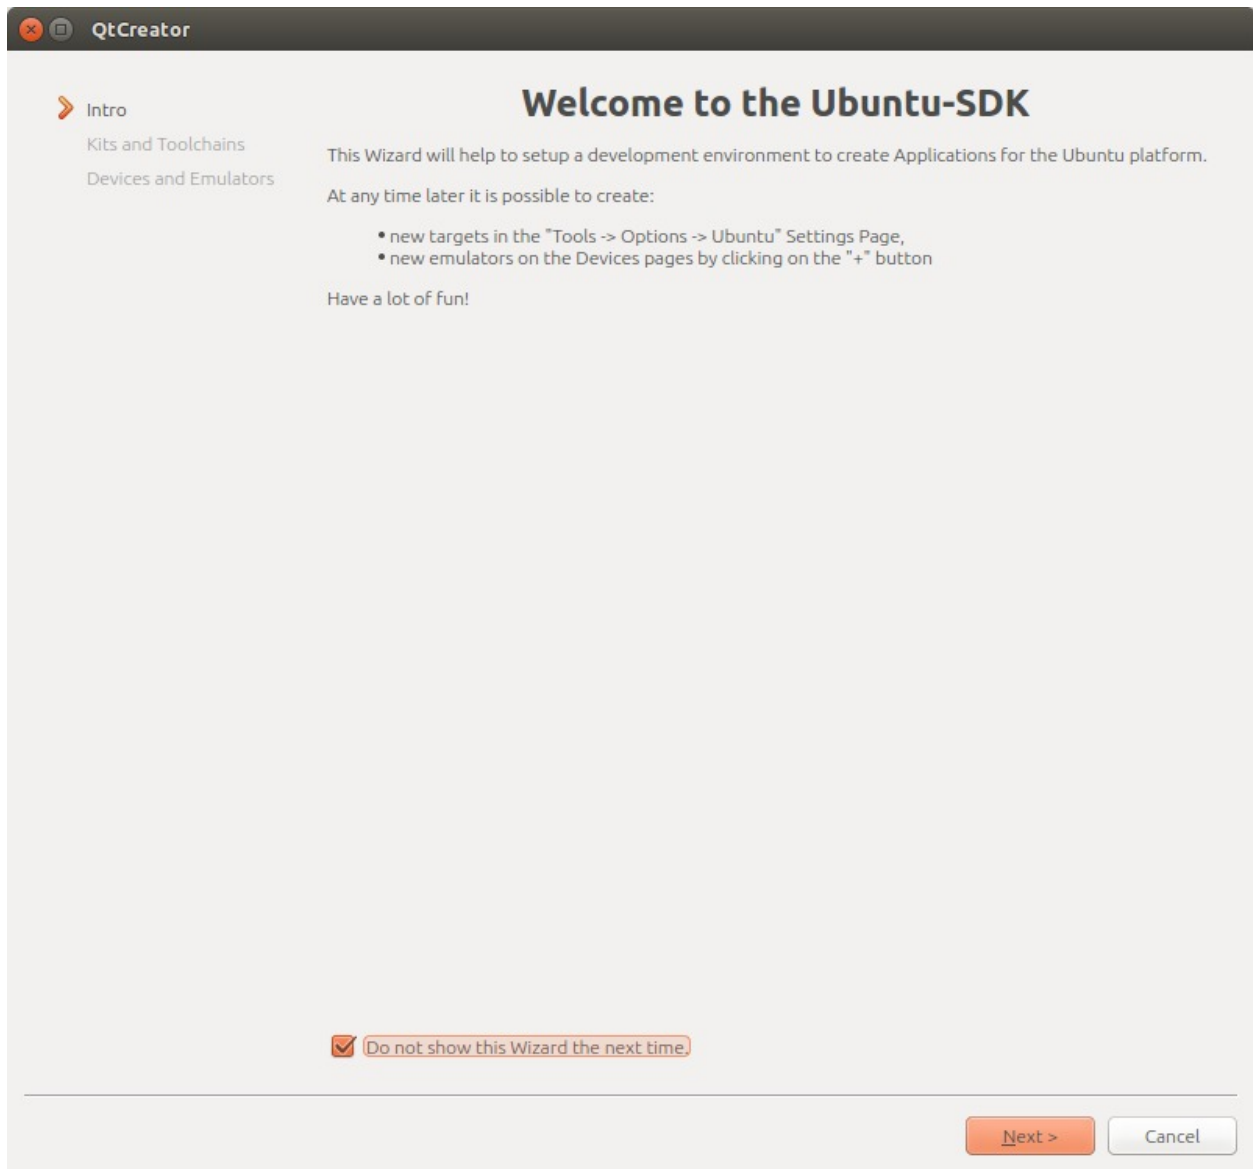 QtCreator
Intro
Kits and Toolchains
Devices and Emulators
Welcome to the Ubuntu-SDK
This Wizard will help to setup a development environment to create Applications for the Ubuntu platform.
At any time later it is possible to create:
• new targets in the "Tools -> Options -> Ubuntu" Settings Page,
• new emulators on the Devices pages by clicking on the "+" button
Have a lot of fun!
Do not show this Wizard the next time.
Next >
Cancel